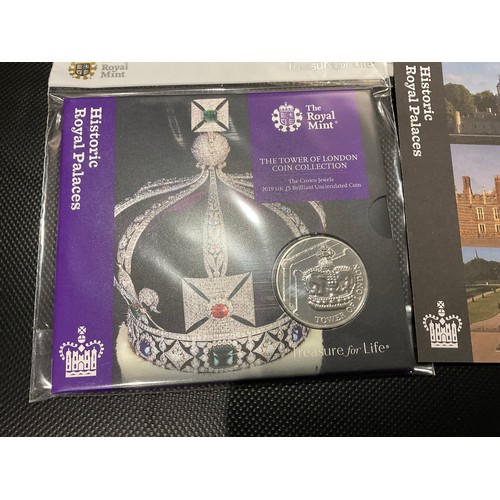 Royal
Mint
Treasure for Life
Historic
Royal Palaces
The
Royal
Mint
THE TOWER OF LONDON
COIN COLLECTION
The Crown Jewels
2019 UK £5 Brilliant Uncirculated Coin
TOWER OF LONDON
Treasure for Life
Historic
Royal Palaces